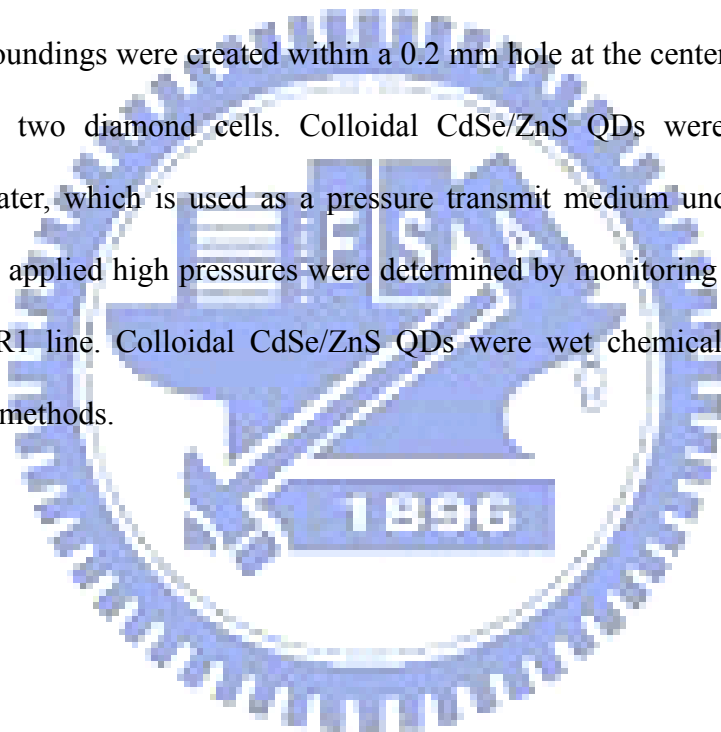 oundings were created within a 0.2 mm hole at the center
two diamond cells. Colloidal CdSe/ZnS QDs were
ater, which is used as a pressure transmit medium und
applied high pressures were determined by monitoring
R1 line. Colloidal CdSe/ZnS QDs were wet chemical
methods.
ES
1896